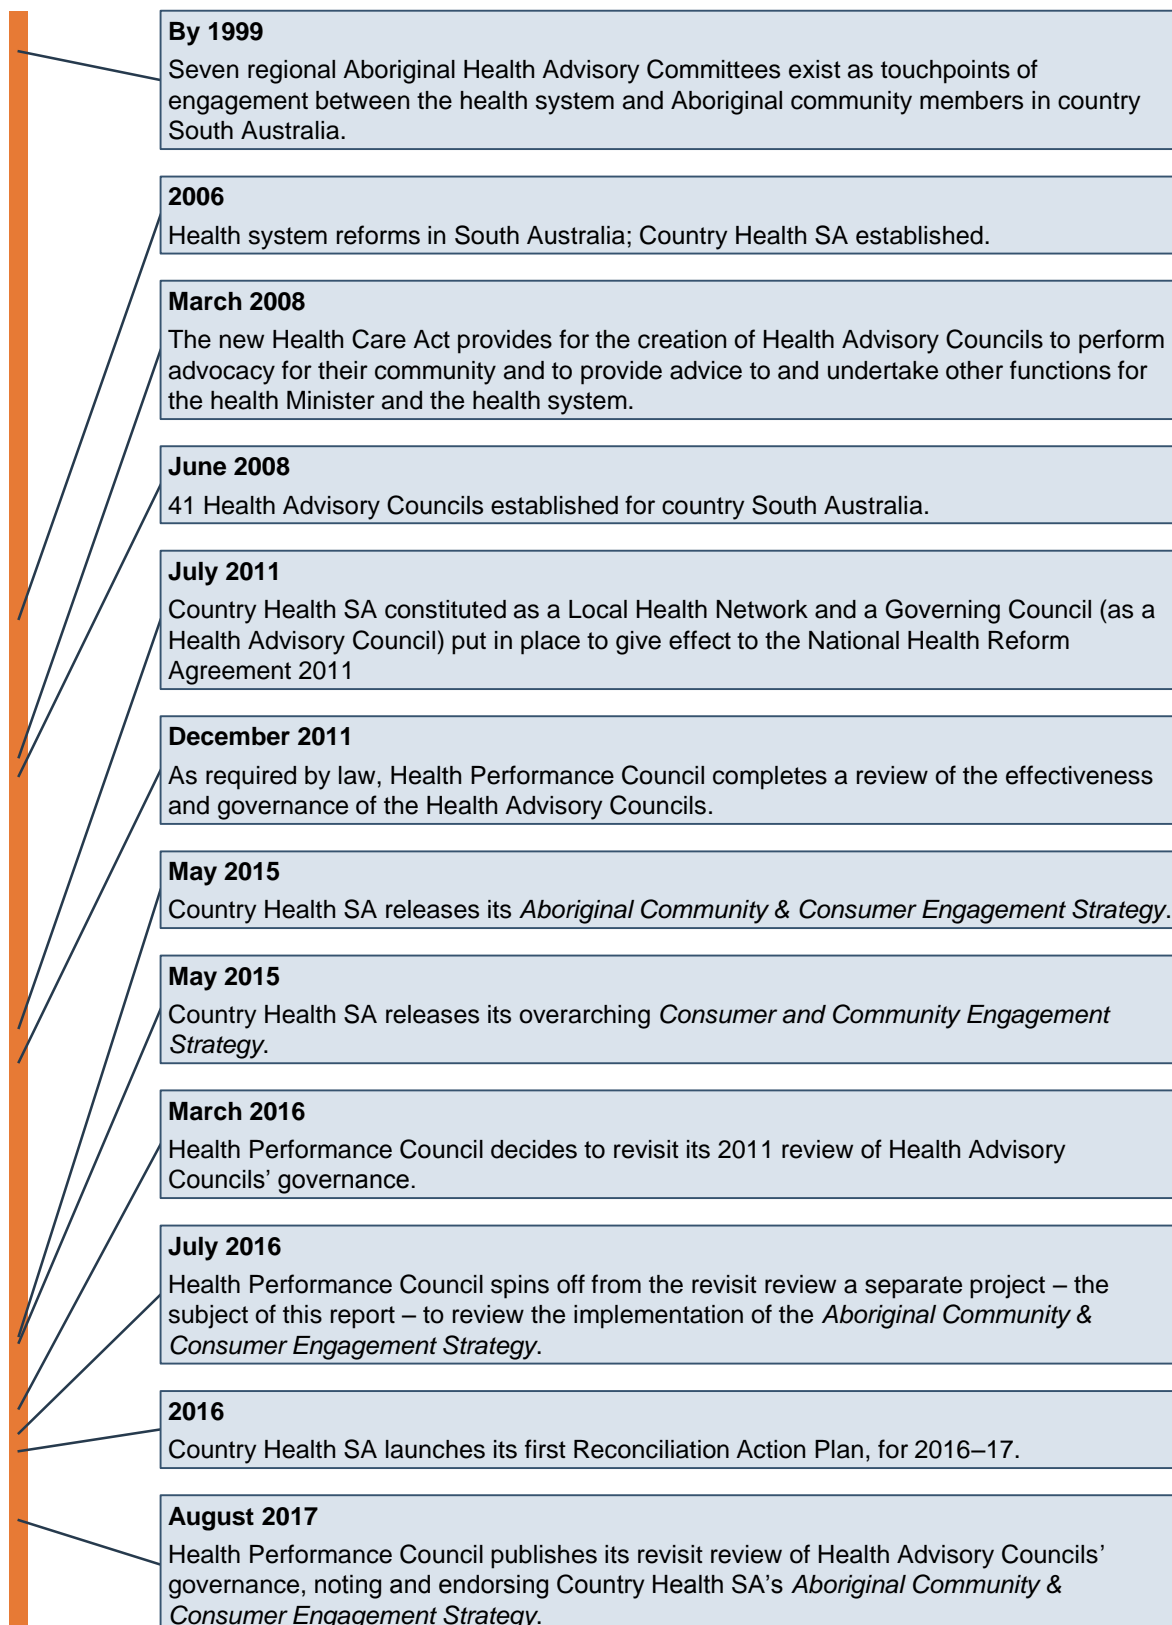 By 1999
Seven regional Aboriginal Health Advisory Committees exist as touchpoints of
engagement between the health system and Aboriginal community members in country
South Australia.
2006
Health system reforms in South Australia; Country Health SA established.
March 2008
The new Health Care Act provides for the creation of Health Advisory Councils to perform
advocacy for their community and to provide advice to and undertake other functions for
the health Minister and the health system.
June 2008
41 Health Advisory Councils established for country South Australia.
July 2011
Country Health SA constituted as a Local Health Network and a Governing Council (as a
Health Advisory Council) put in place to give effect to the National Health Reform
Agreement 2011
December 2011
As required by law, Health Performance Council completes a review of the effectiveness
and governance of the Health Advisory Councils.
May 2015
Country Health SA releases its Aboriginal Community & Consumer Engagement Strategy.
May 2015
Country Health SA releases its overarching Consumer and Community Engagement
Strategy.
March 2016
Health Performance Council decides to revisit its 2011 review of Health Advisory
Councils’ governance.
July 2016
Health Performance Council spins off from the revisit review a separate project – the
subject of this report – to review the implementation of the Aboriginal Community &
Consumer Engagement Strategy.
2016
Country Health SA launches its first Reconciliation Action Plan, for 2016–17.
August 2017
Health Performance Council publishes its revisit review of Health Advisory Councils’
governance, noting and endorsing Country Health SA’s Aboriginal Community &
Consumer Engagement Strategy.